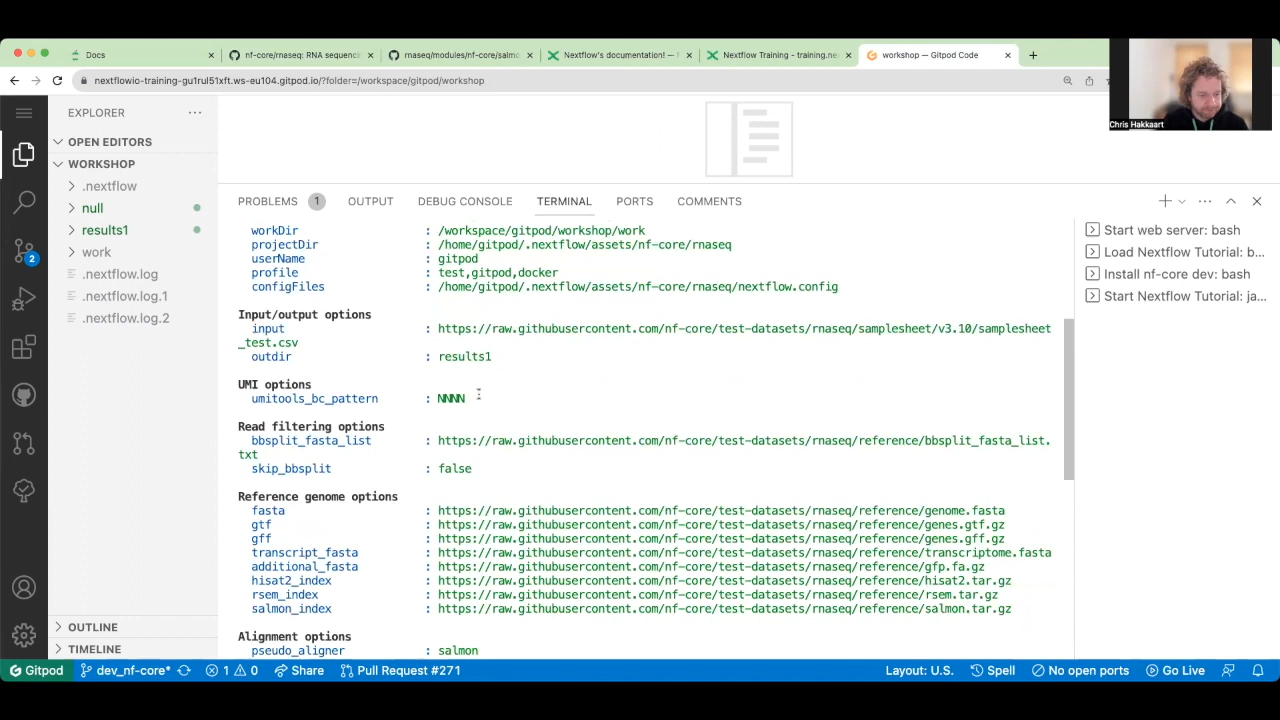 Docs
nf-core/rnaseq: RNA sequenci
rnaseq/modules/nf-core/salmo
Nextflow's documentation! —
Nextflow Training - training.ne
workshop — Gitpod Code
nextflowio-training-gu1rul51xft.ws-eu104.gitpod.io/?folder=/workspace/gitpod/workshop
Chris Hakkaart
EXPLORER
OPEN EDITORS
WORKSHOP
.nextflow
null
results1
work
.nextflow.log
.nextflow.log.1
.nextflow.log.2
OUTLINE
TIMELINE
2
PROBLEMS 1 OUTPUT DEBUG CONSOLE TERMINAL PORTS COMMENTS
workDir : /workspace/gitpod/workshop/work
projectDir : /home/gitpod/.nextflow/assets/nf-core/rnaseq
userName : gitpod
profile : test,gitpod,docker
configFiles : /home/gitpod/.nextflow/assets/nf-core/rnaseq/nextflow.config
Input/output options
input : https://raw.githubusercontent.com/nf-core/test-datasets/rnaseq/samplesheet/v3.10/samplesheet
_test.csv
outdir : results1
UMI options
umitools_bc_pattern : NNNN
Read filtering options
bbsplit_fasta_list : https://raw.githubusercontent.com/nf-core/test-datasets/rnaseq/reference/bbsplit_fasta_list.
txt
skip_bbsplit : false
Reference genome options
fasta : https://raw.githubusercontent.com/nf-core/test-datasets/rnaseq/reference/genome.fasta
gtf : https://raw.githubusercontent.com/nf-core/test-datasets/rnaseq/reference/genes.gtf.gz
gff : https://raw.githubusercontent.com/nf-core/test-datasets/rnaseq/reference/genes.gff.gz
transcript_fasta : https://raw.githubusercontent.com/nf-core/test-datasets/rnaseq/reference/transcriptome.fasta
additional_fasta : https://raw.githubusercontent.com/nf-core/test-datasets/rnaseq/reference/gfp.fa.gz
hisat2_index : https://raw.githubusercontent.com/nf-core/test-datasets/rnaseq/reference/hisat2.tar.gz
rsem_index : https://raw.githubusercontent.com/nf-core/test-datasets/rnaseq/reference/rsem.tar.gz
salmon_index : https://raw.githubusercontent.com/nf-core/test-datasets/rnaseq/reference/salmon.tar.gz
Alignment options
pseudo_aligner : salmon
Start web server: bash
Load Nextflow Tutorial: b...
Install nf-core dev: bash
Start Nextflow Tutorial: ja...
Gitpod dev_nf-core* 1 0 Share Pull Request #271 Layout: U.S. Spell No open ports Go Live